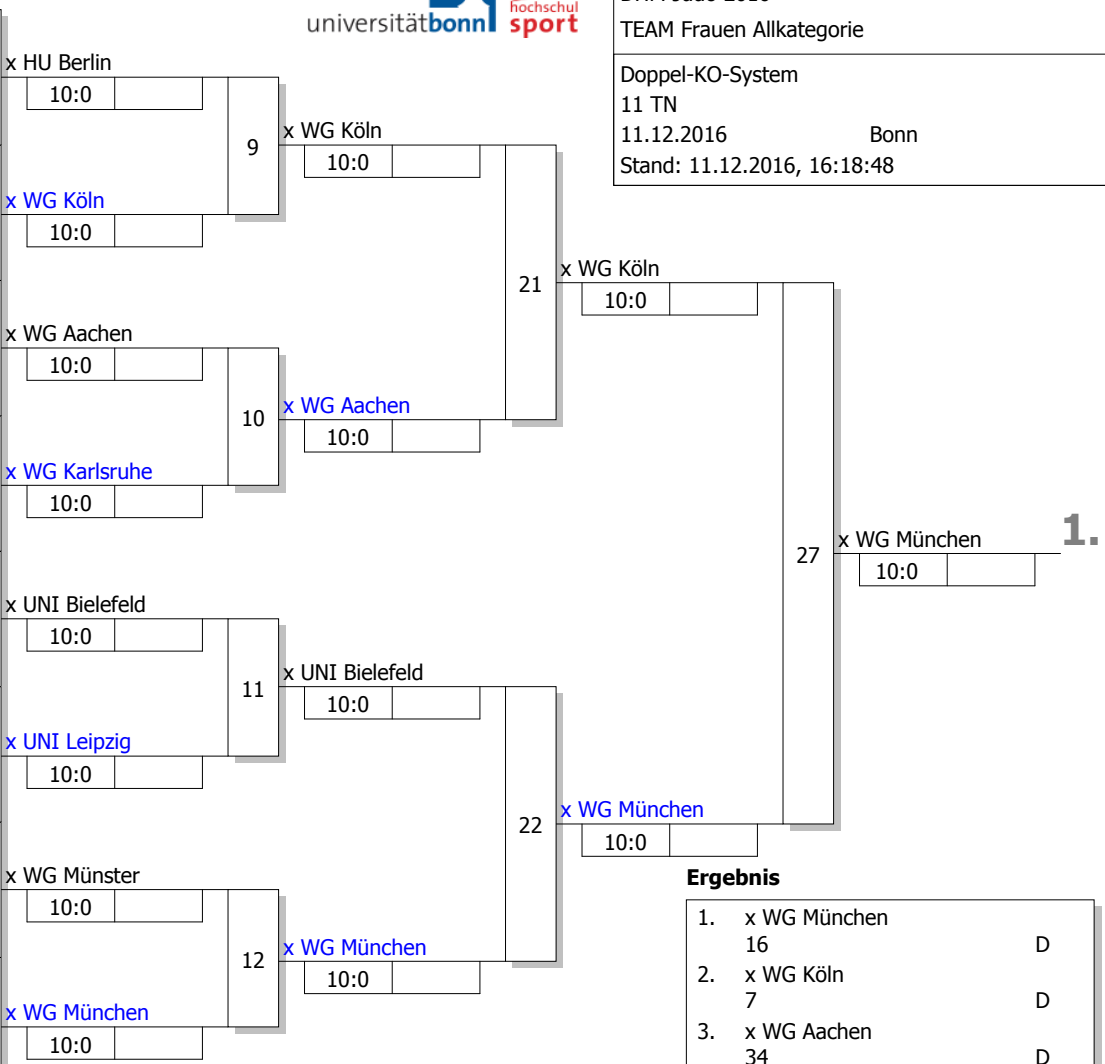 hochschul
universitätbonn sport
TEAM Frauen Allkategorie
Doppel-KO-System
11 TN
11.12.2016 Bonn
Stand: 11.12.2016, 16:18:48
x HU Berlin
10:0
9
x WG Köln
10:0
x WG Köln
10:0
21
x WG Köln
10:0
x WG Aachen
10:0
10
x WG Aachen
10:0
x WG Karlsruhe
10:0
27
x WG München
10:0
1.
x UNI Bielefeld
10:0
11
x UNI Bielefeld
10:0
x UNI Leipzig
10:0
22
x WG München
10:0
x WG Münster
10:0
12
x WG München
10:0
x WG München
10:0
Ergebnis
1. x WG München
16 D
2. x WG Köln
7 D
3. x WG Aachen
34 D